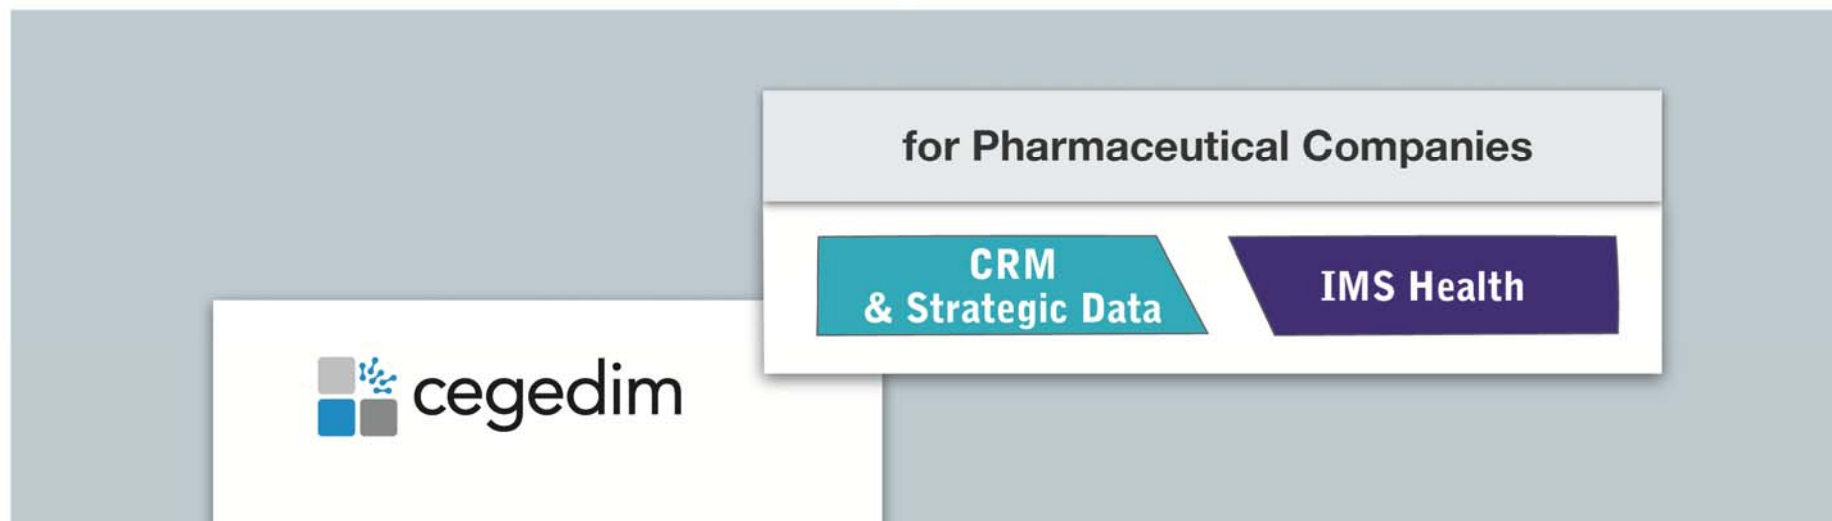 for Pharmaceutical Companies
CRM
& Strategic Data
IMS Health
cegedim